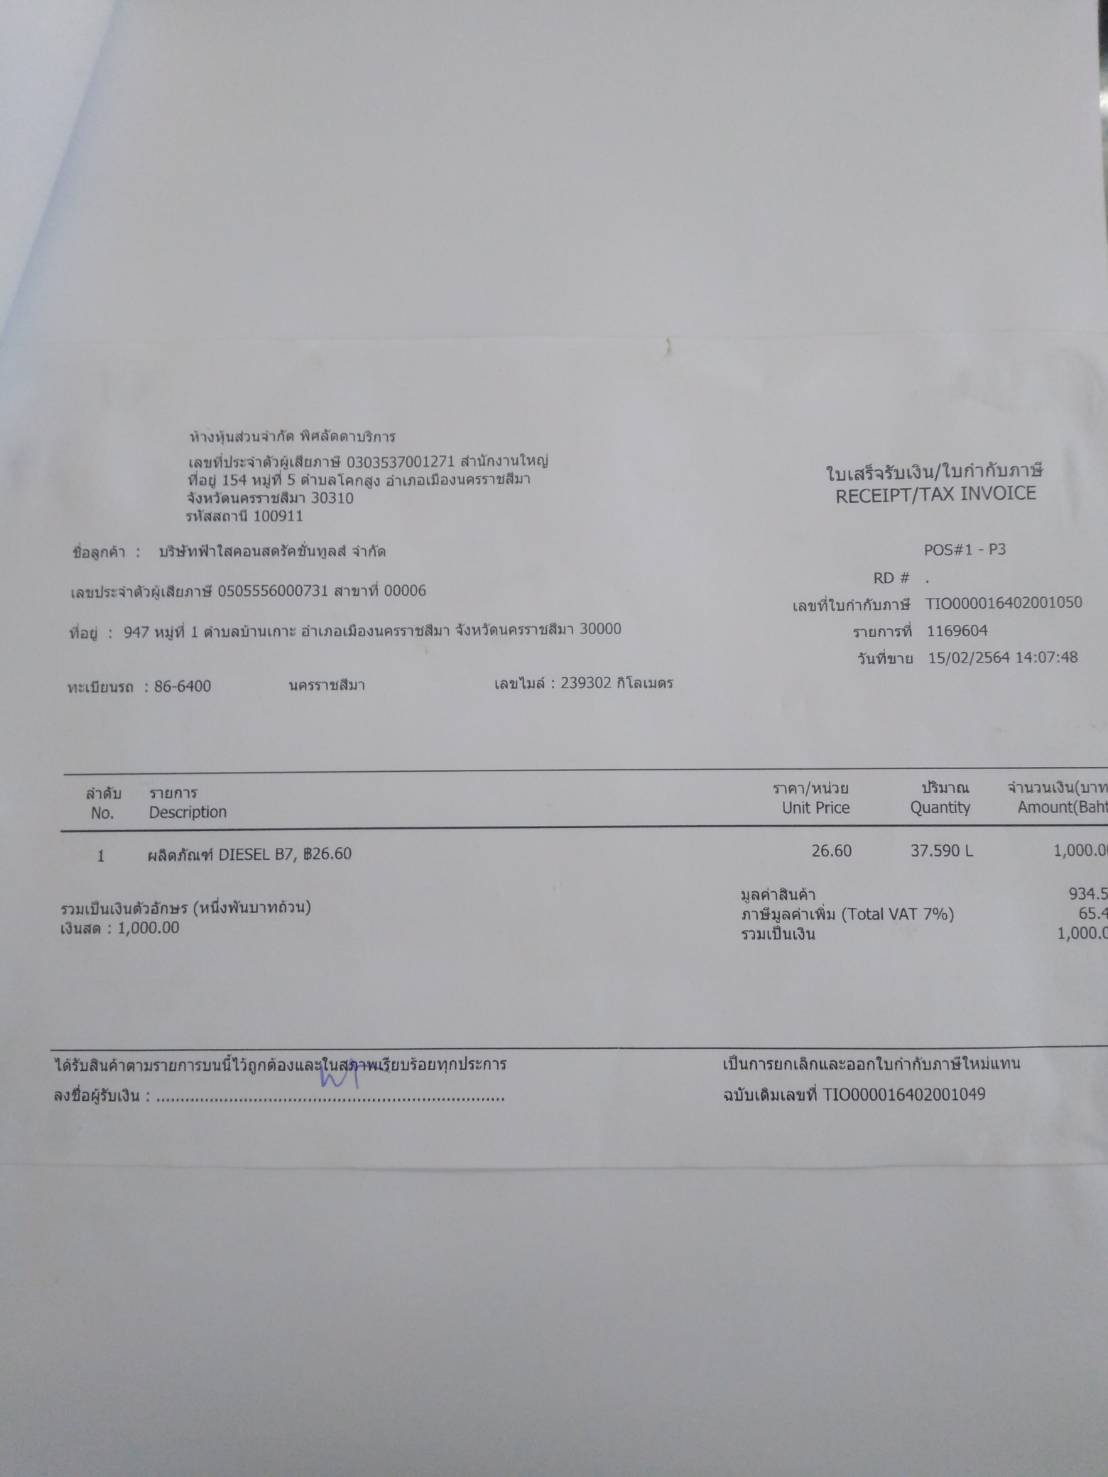 ห้างหุ้นส่วนจำกัด พิศลัดดาบริการ
เลขที่ประจำตัวผู้เสียภาษี 0303537001271 สำนักงานใหญ่
ที่อยู่ 154 หมู่ที่ 5 ตำบลโคกสูง อำเภอเมืองนครราชสีมา
จังหวัดนครราชสีมา 30310
รหัสสถานี 100911
ใบเสร็จรับเงิน/ใบกำกับภาษี
RECEIPT/TAX INVOICE
ชื่อลูกค้า : บริษัทฟ้าใสคอนสตรัคชั่นทูลส์ จำกัด
POS#1 - P3
RD # .
เลขประจำตัวผู้เสียภาษี 0505556000731 สาขาที่ 00006
เลขที่ใบกำกับภาษี TIO000016402001050
ที่อยู่ : 947 หมู่ที่ 1 ตำบลบ้านเกาะ อำเภอเมืองนครราชสีมา จังหวัดนครราชสีมา 30000
รายการที่ 1169604
วันที่ขาย 15/02/2564 14:07:48
ทะเบียนรถ : 86-6400 นครราชสีมา เลขไมล์ : 239302 กิโลเมตร
ลำดับ รายการ ราคา/หน่วย ปริมาณ จำนวนเงิน(บาท
No. Description Unit Price Quantity Amount(Baht
1 ผลิตภัณฑ์ DIESEL B7, ฿26.60 26.60 37.590 L 1,000.0
มูลค่าสินค้า 934.5
รวมเป็นเงินตัวอักษร (หนึ่งพันบาทถ้วน)
ภาษีมูลค่าเพิ่ม (Total VAT 7%) 65.4
เงินสด : 1,000.00
รวมเป็นเงิน 1,000.0
ได้รับสินค้าตามรายการบนนี้ไว้ถูกต้องและในสภาพเรียบร้อยทุกประการ
เป็นการยกเลิกและออกใบกำกับภาษีใหม่แทน
ลงชื่อผู้รับเงิน : ........................................................................
ฉบับเดิมเลขที่ TIO000016402001049